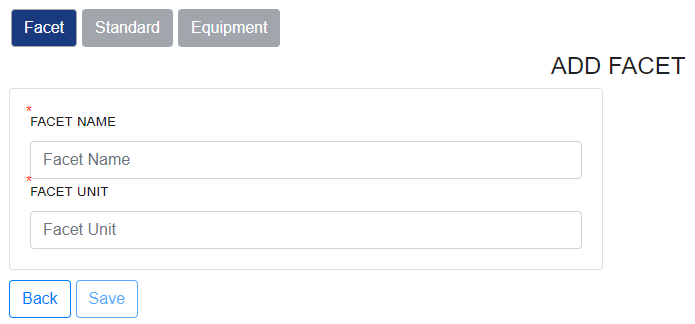 Facet Standard Equipment
ADD FACET
*
FACET NAME
Facet Name
*
FACET UNIT
Facet Unit
Back Save